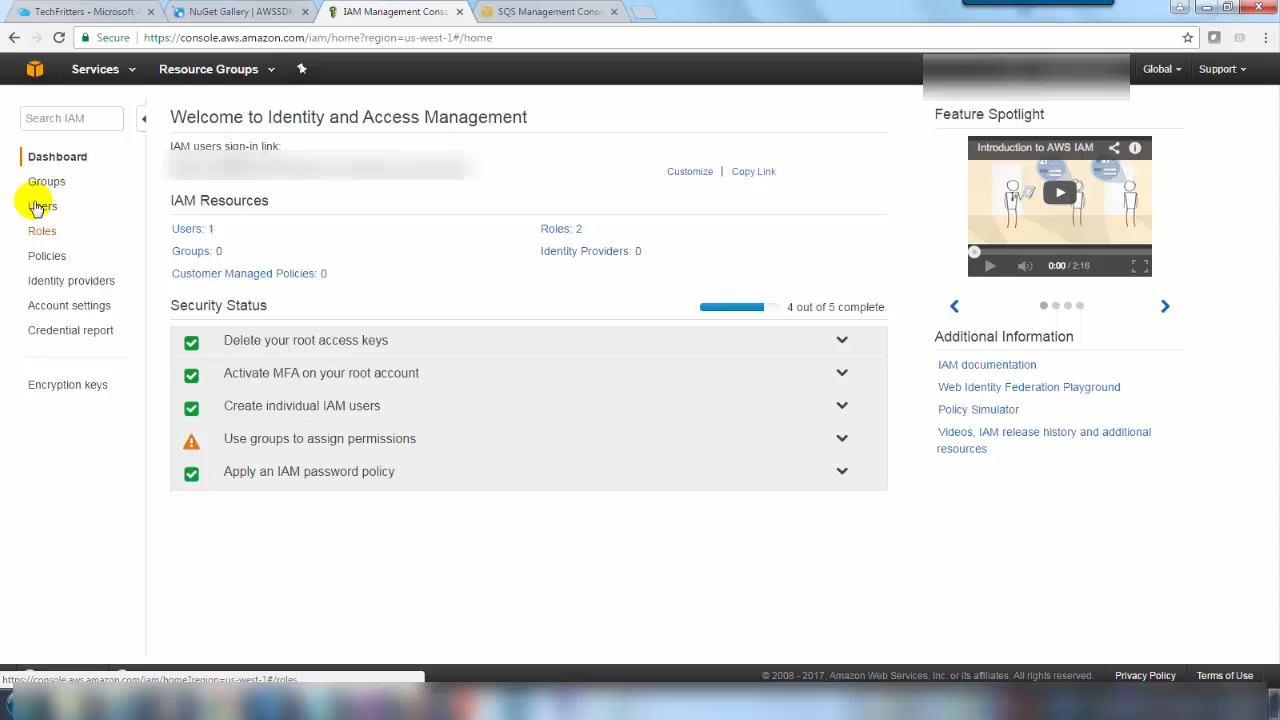 TechFritters - Microsoft A
NuGet Gallery | AWSSDK
IAM Management Conso
SQS Management Conso
Secure
https://console.aws.amazon.com/iam/home?region=us-west-1#/home
Services
Resource Groups
Global
Support
Search IAM
Dashboard
Groups
Users
Roles
Policies
Identity providers
Account settings
Credential report
Encryption keys
Welcome to Identity and Access Management
IAM users sign-in link:
Customize | Copy Link
IAM Resources
Users: 1
Roles: 2
Groups: 0
Identity Providers: 0
Customer Managed Policies: 0
Security Status
4 out of 5 complete.
Delete your root access keys
Activate MFA on your root account
Create individual IAM users
Use groups to assign permissions
Apply an IAM password policy
Feature Spotlight
Introduction to AWS IAM
0:00 / 2:16
Additional Information
IAM documentation
Web Identity Federation Playground
Policy Simulator
Videos, IAM release history and additional
resources
https://console.aws.amazon.com/iam/home?region=us-west-1#/roles
© 2008 - 2017, Amazon Web Services, Inc. or its affiliates. All rights reserved.
Privacy Policy
Terms of Use